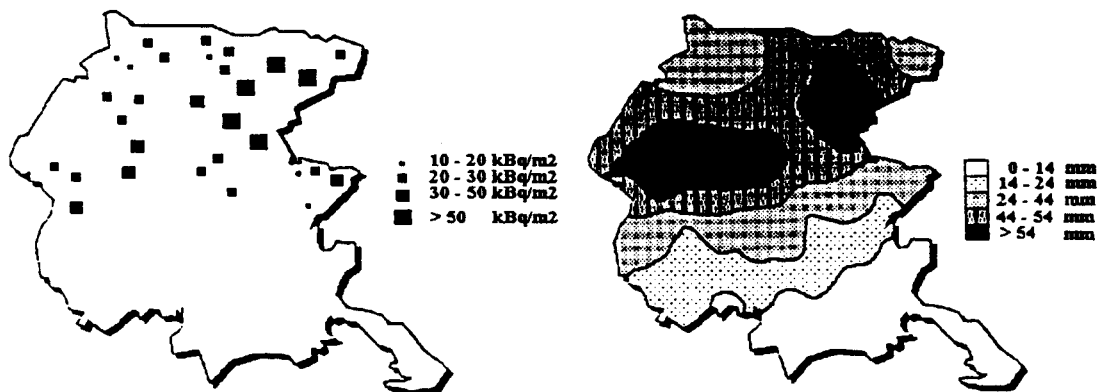 10 - 20 kBq/m2
20 - 30 kBq/m2
30 - 50 kBq/m2
> 50 kBq/m2
0 - 14 mm
14 - 24 mm
24 - 44 mm
44 - 54 mm
> 54 mm